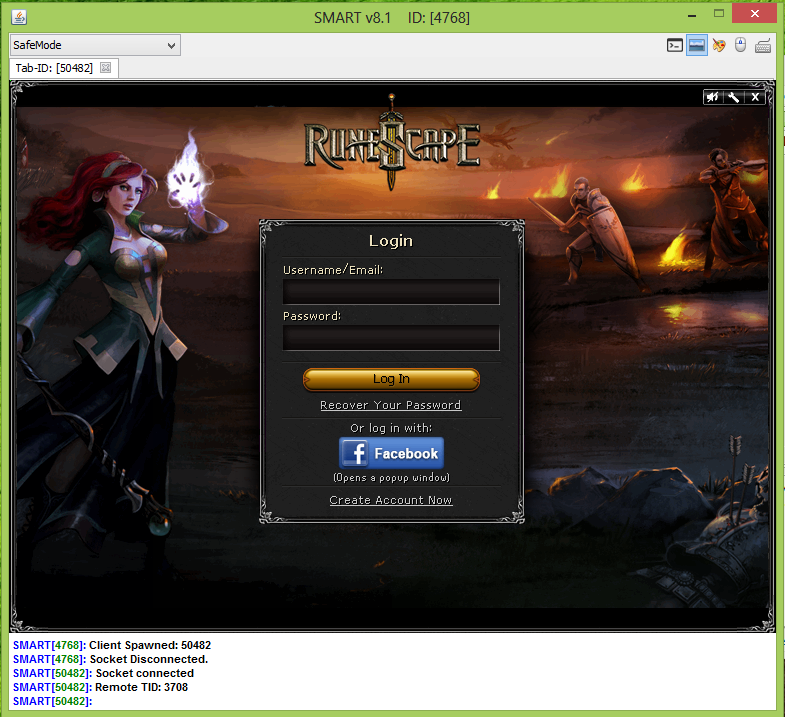 SMART v8.1 ID: [4768]
SafeMode
Tab-ID: [50482]
RuneScape
Login
Username/Email:
Password:
Log In
Recover Your Password
Or log in with:
f Facebook
(Opens a popup window)
Create Account Now
SMART[4768]: Client Spawned: 50482
SMART[4768]: Socket Disconnected.
SMART[50482]: Socket connected
SMART[50482]: Remote TID: 3708
SMART[50482]: